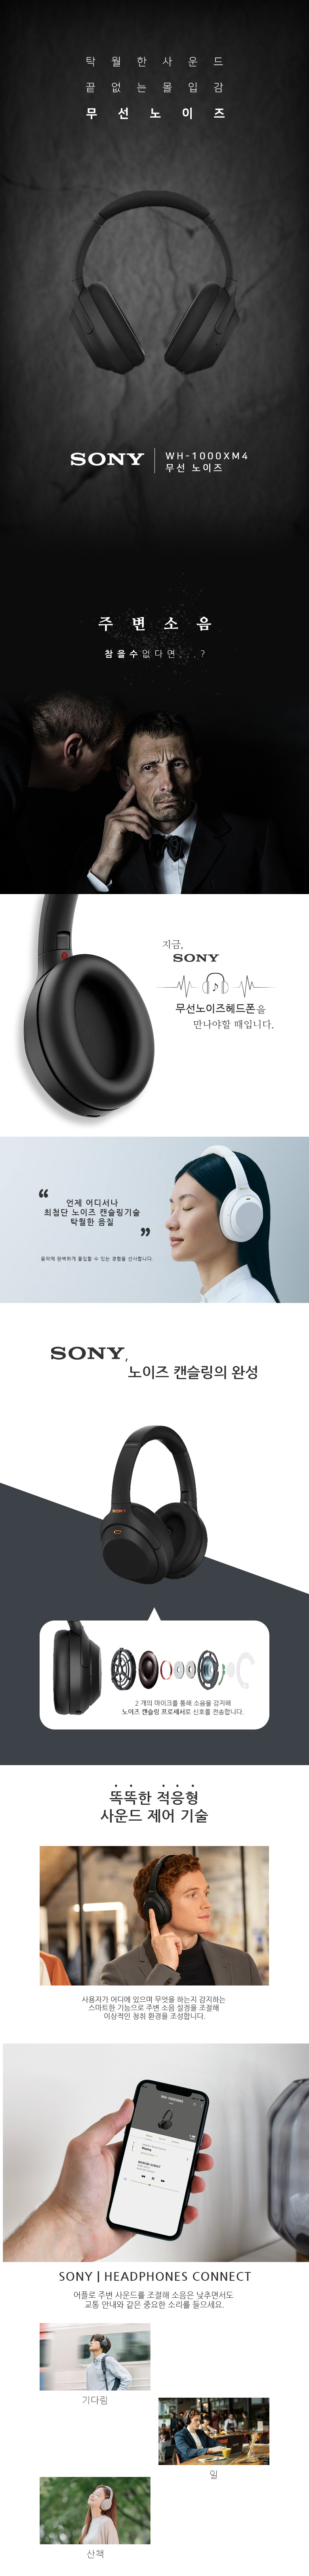 탁월한사운드
끝없는몰입감
무선노이즈
SONY
WH-1000XM4
무선 노이즈
주변소음
참을수없다면...?
지금,
SONY
무선노이즈헤드폰을
만나야할 때입니다.
“
언제 어디서나
최첨단 노이즈 캔슬링기술
탁월한 음질
”
음악에 완벽하게 몰입할 수 있는 경험을 선사합니다.
SONY,
노이즈 캔슬링의 완성
SONY
2 개의 마이크를 통해 소음을 감지해
노이즈 캔슬링 프로세서로 신호를 전송합니다.
똑똑한 적응형
사운드 제어 기술
사용자가 어디에 있으며 무엇을 하는지 감지하는
스마트한 기능으로 주변 소음 설정을 조절해
이상적인 청취 환경을 조성합니다.
SONY | HEADPHONES CONNECT
어플로 주변 사운드를 조절해 소음은 낮추면서도
교통 안내와 같은 중요한 소리를 들으세요.
기다림
일
산책